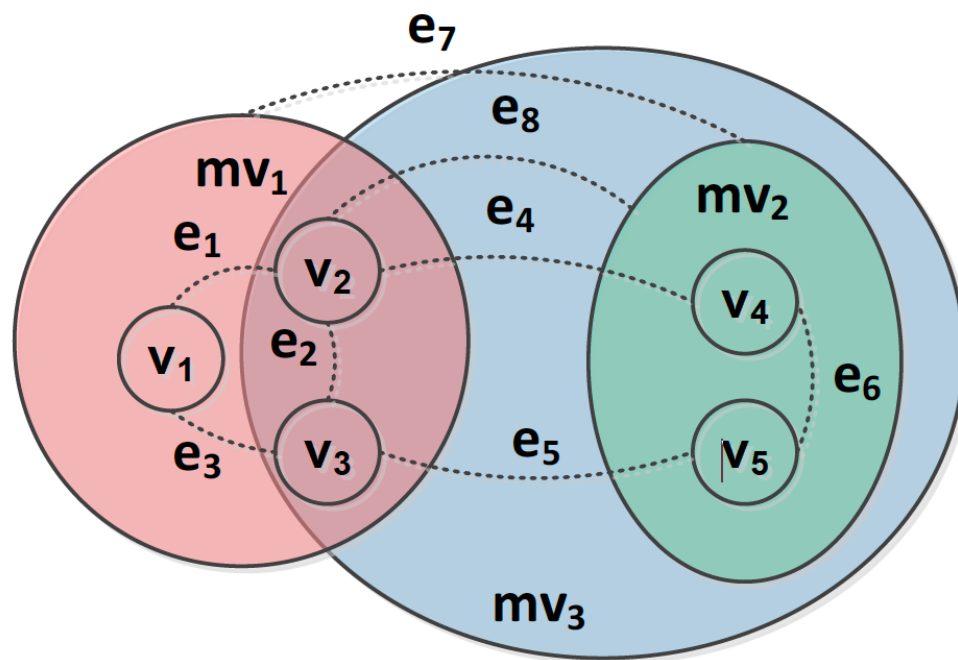 e₇
e₈
mv₁
mv₂
e₄
e₁
v₂
v₄
e₂
v₁
e₆
e₃
v₃
e₅
v₅
mv₃